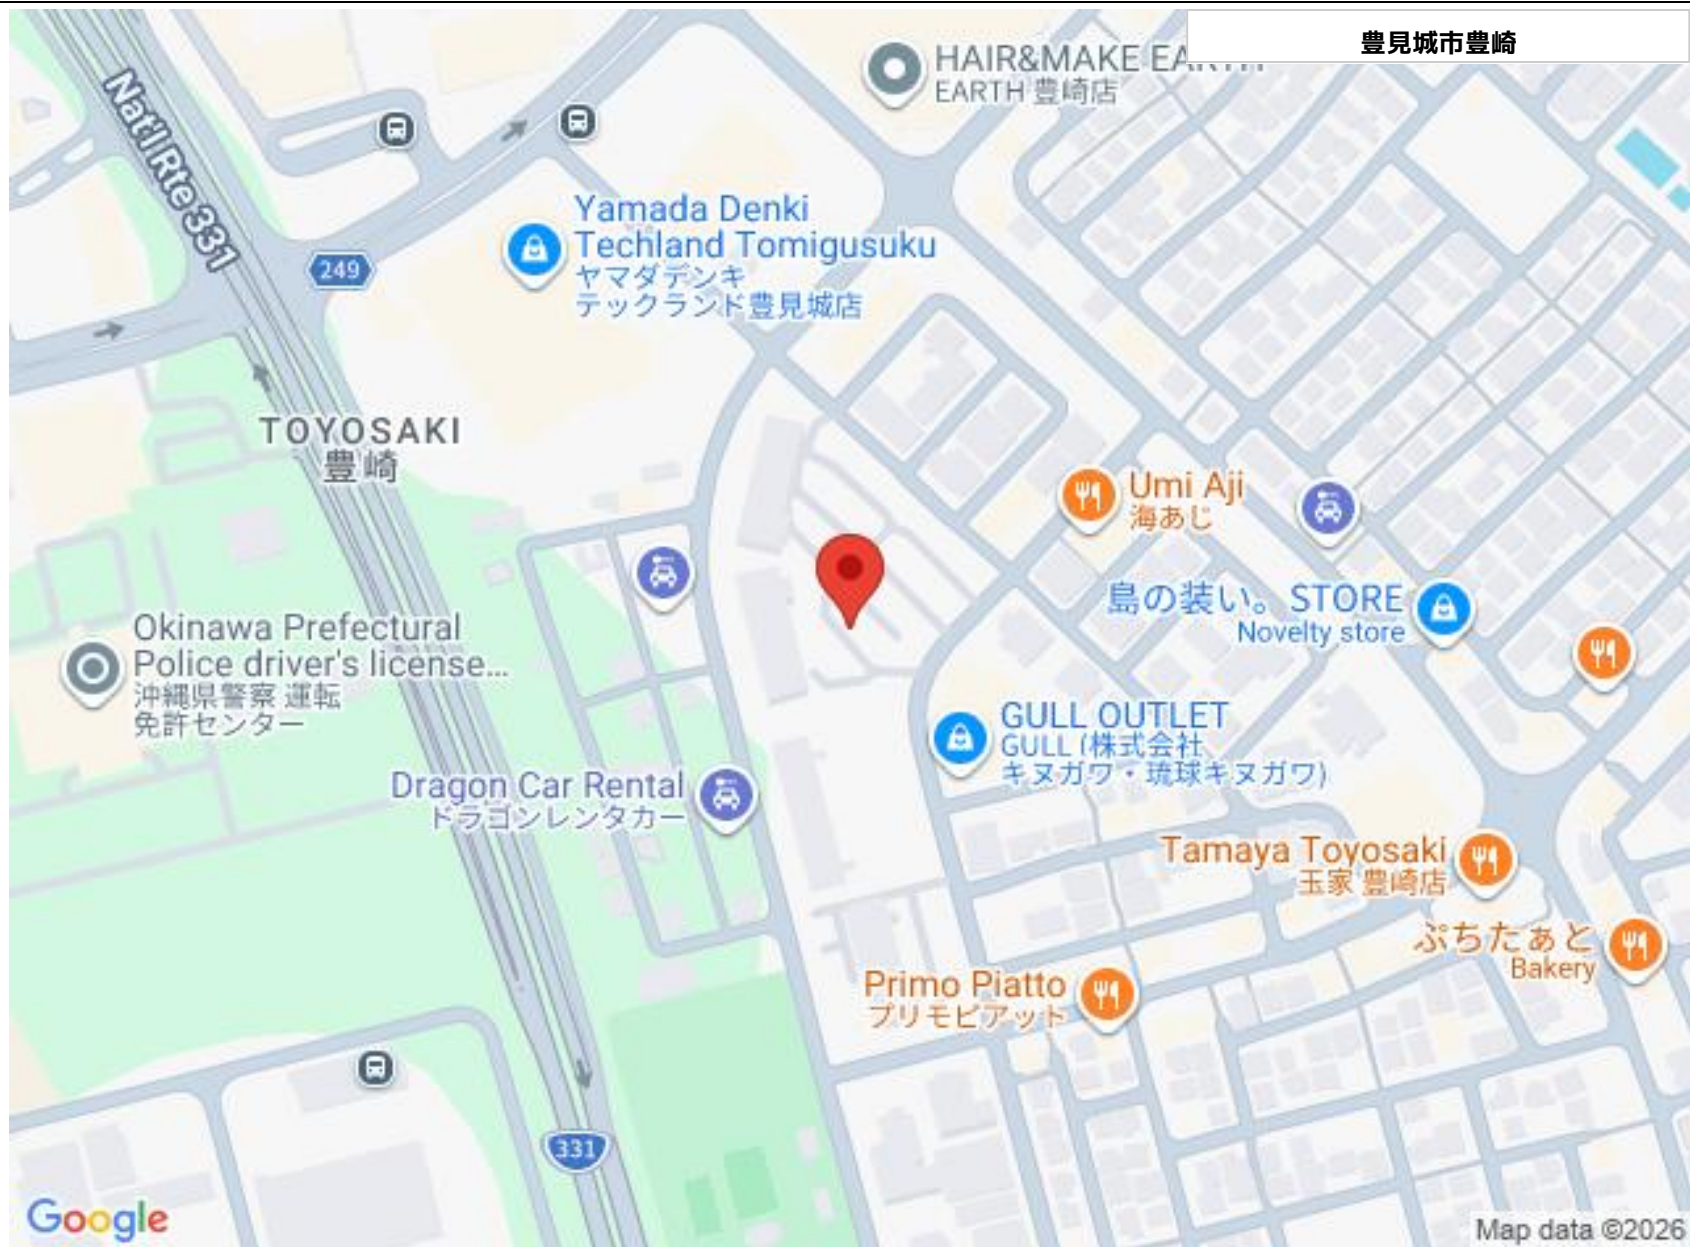 豊見城市豊崎
HAIR&MAKE EARTH
EARTH 豊崎店
Nat'l Rte 331
Yamada Denki
Techland Tomigusuku
ヤマダデンキ
テックランド豊見城店
249
TOYOSAKI
豊崎
Umi Aji
海あじ
島の装い。STORE
Novelty store
Okinawa Prefectural
Police driver's license...
沖縄県警察 運転
免許センター
GULL OUTLET
GULL (株式会社
キヌガワ・琉球キヌガワ)
Dragon Car Rental
ドラゴンレンタカー
Tamaya Toyosaki
玉家 豊崎店
ぷちたぁと
Bakery
Primo Piatto
プリモピアット
331
Google
Map data ©2026